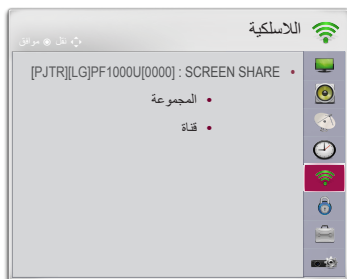 اللاسلكية
نقل ◉ موافق
SCREEN SHARE : [PJTR][LG]PF1000U[0000] •
• المجموعة
• قناة